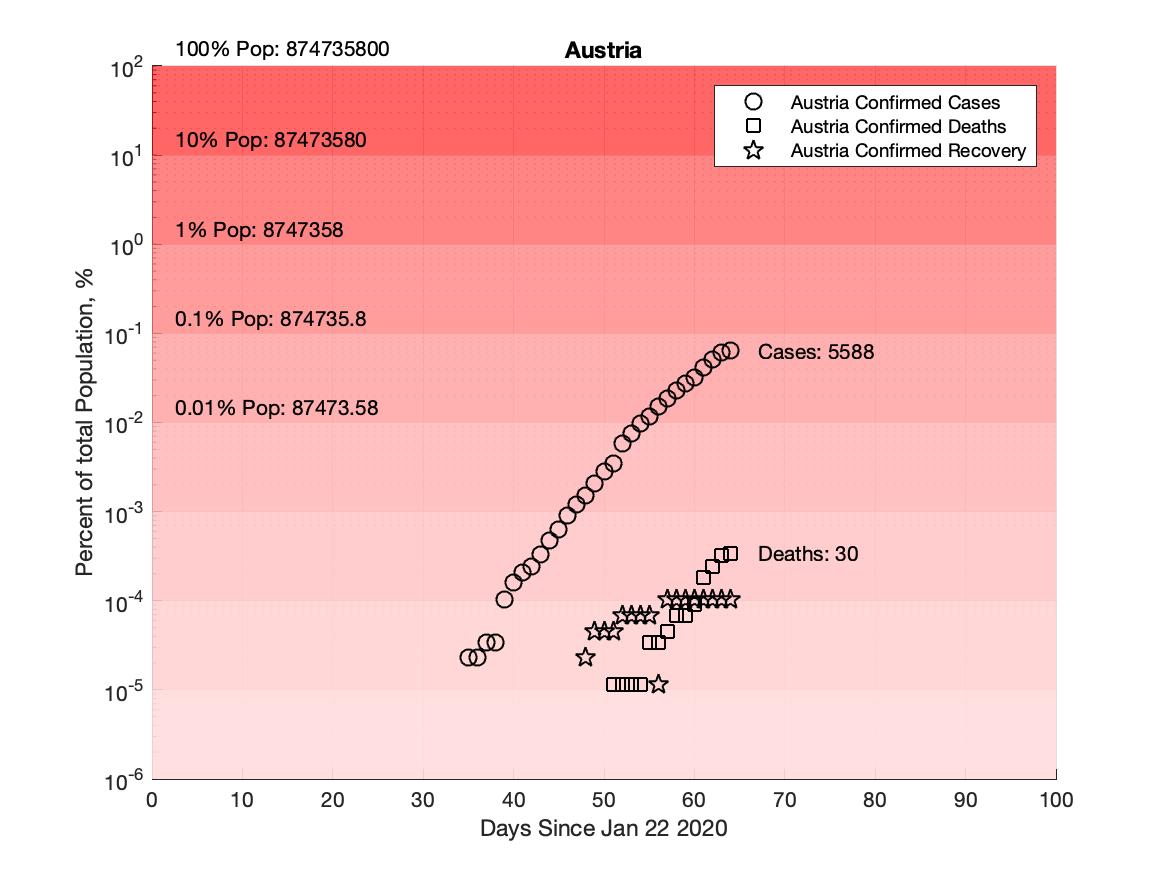 100% Pop: 874735800
Austria
10^2
Austria Confirmed Cases
Austria Confirmed Deaths
Austria Confirmed Recovery
10% Pop: 87473580
10^1
1% Pop: 8747358
10^0
0.1% Pop: 874735.8
10^-1
Cases: 5588
0.01% Pop: 87473.58
10^-2
Percent of total Population, %
10^-3
Deaths: 30
10^-4
10^-5
10^-6
0 10 20 30 40 50 60 70 80 90 100
Days Since Jan 22 2020